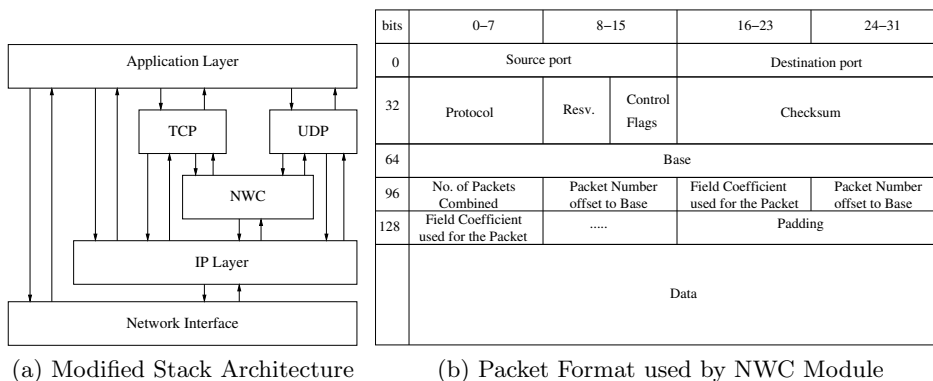 Application Layer
TCP
UDP
NWC
IP Layer
Network Interface
(a) Modified Stack Architecture
bits 0–7 8–15 16–23 24–31
0 Source port Destination port
32 Protocol Resv. Control Flags Checksum
64 Base
96 No. of Packets Combined Packet Number offset to Base Field Coefficient used for the Packet Packet Number offset to Base
128 Field Coefficient used for the Packet ..... Padding
Data
(b) Packet Format used by NWC Module